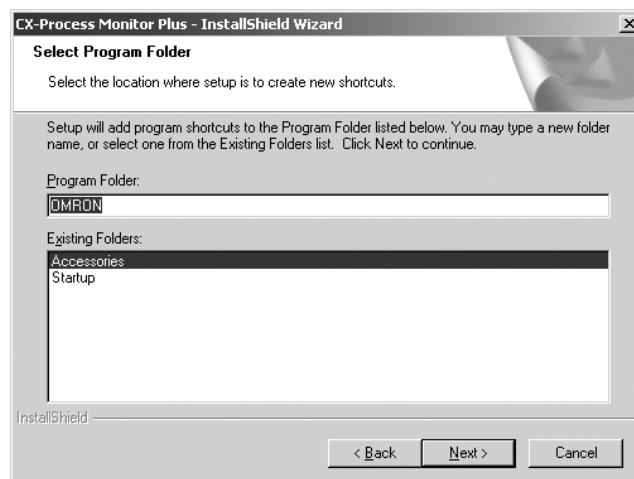 CX-Process Monitor Plus - InstallShield Wizard
Select Program Folder
Select the location where setup is to create new shortcuts.
Setup will add program shortcuts to the Program Folder listed below. You may type a new folder
name, or select one from the Existing Folders list. Click Next to continue.
Program Folder:
OMRON
Existing Folders:
Accessories
Startup
InstallShield
< Back
Next >
Cancel